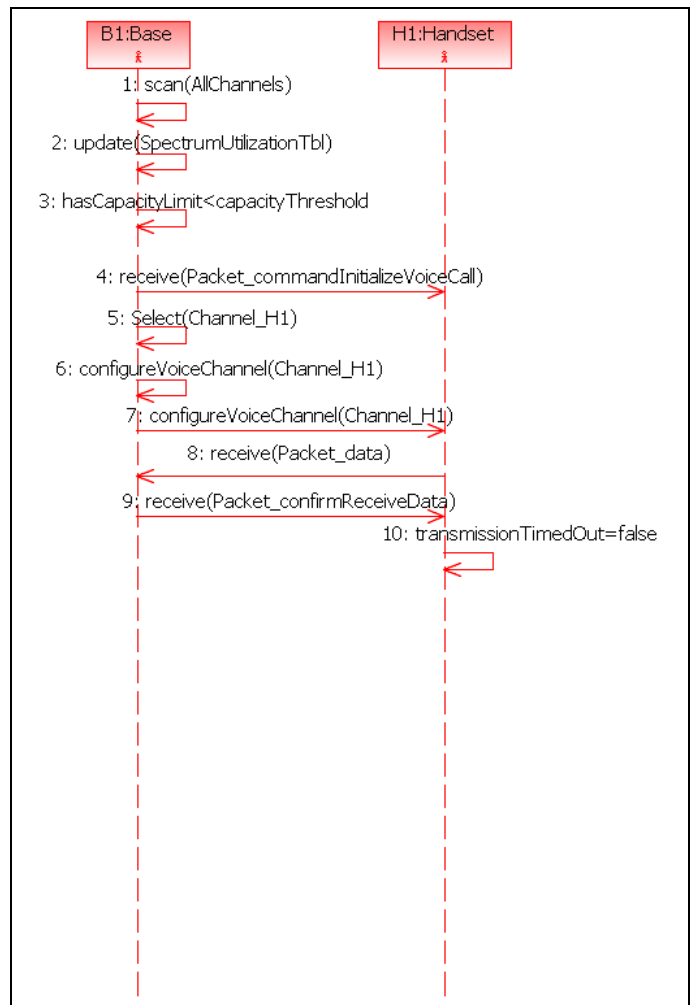 B1:Base
H1:Handset
1: scan(AllChannels)
2: update(SpectrumUtilizationTbl)
3: hasCapacityLimit<capacityThreshold
4: receive(Packet_commandInitializeVoiceCall)
5: Select(Channel_H1)
6: configureVoiceChannel(Channel_H1)
7: configureVoiceChannel(Channel_H1)
8: receive(Packet_data)
9: receive(Packet_confirmReceiveData)
10: transmissionTimedOut=false